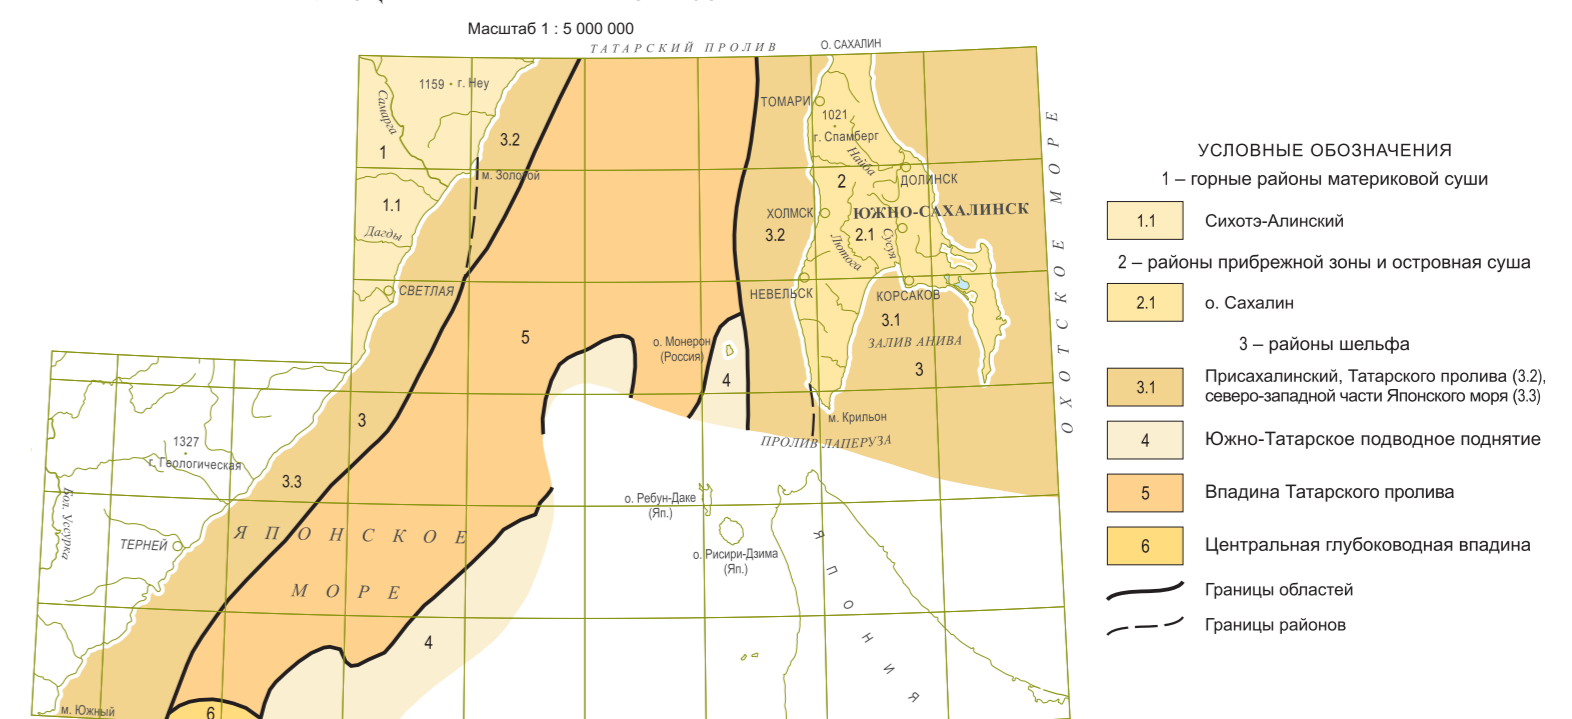 Масштаб 1 : 5 000 000
ТАТАРСКИЙ ПРОЛИВ
О. САХАЛИН
1159 г. Неу
Самарга
1
3.2
м. Золотой
1.1
Дагды
СВЕТЛАЯ
ТОМАРИ
1021
г. Спамберг
Найба
2
ДОЛИНСК
ХОЛМСК
ЮЖНО-САХАЛИНСК
3.2
2.1
Сусуя
Лютога
НЕВЕЛЬСК
КОРСАКОВ
3.1
ЗАЛИВ АНИВА
3
ОХОТСКОЕ МОРЕ
5
о. Монерон
(Россия)
4
м. Крильон
ПРОЛИВ ЛАПЕРУЗА
3
1327
г. Геологическая
3.3
Бол. Уссурка
ТЕРНЕЙ
ЯПОНСКОЕ
МОРЕ
о. Ребун-Даке
(Яп.)
о. Рисири-Дзима
(Яп.)
ЯПОНИЯ
4
6
м. Южный
УСЛОВНЫЕ ОБОЗНАЧЕНИЯ
1 – горные районы материковой суши
1.1 Сихотэ-Алинский
2 – районы прибрежной зоны и островная суша
2.1 о. Сахалин
3 – районы шельфа
3.1 Присахалинский, Татарского пролива (3.2),
северо-западной части Японского моря (3.3)
4 Южно-Татарское подводное поднятие
5 Впадина Татарского пролива
6 Центральная глубоководная впадина
Границы областей
Границы районов